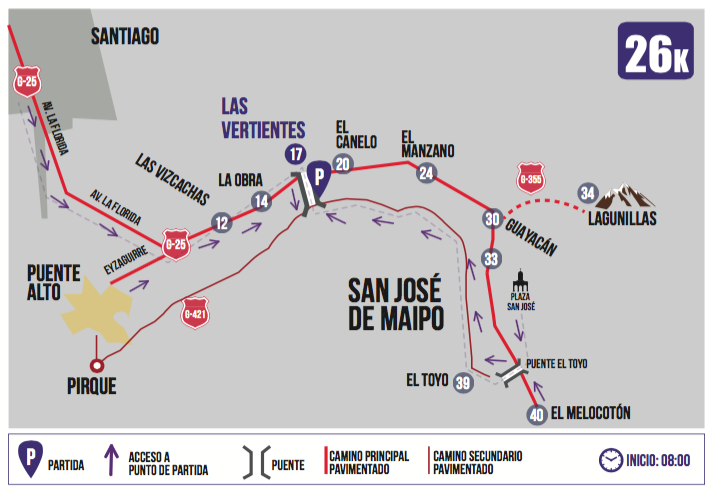 SANTIAGO
26K
G-25
AV. LA FLORIDA
LAS
VERTIENTES
EL
CANELO
EL
MANZANO
17
20
24
LAS VIZCACHAS
LA OBRA
P
G-355
34
LAGUNILLAS
AV. LA FLORIDA
12
14
30
GUAYACÁN
G-25
EYZAGUIRRE
33
PUENTE
ALTO
SAN JOSÉ
DE MAIPO
PLAZA
SAN JOSÉ
G-421
PUENTE EL TOYO
PIRQUE
EL TOYO
39
40
EL MELOCOTÓN
P
PARTIDA
ACCESO A
PUNTO DE PARTIDA
PUENTE
CAMINO PRINCIPAL
PAVIMENTADO
CAMINO SECUNDARIO
PAVIMENTADO
INICIO: 08:00